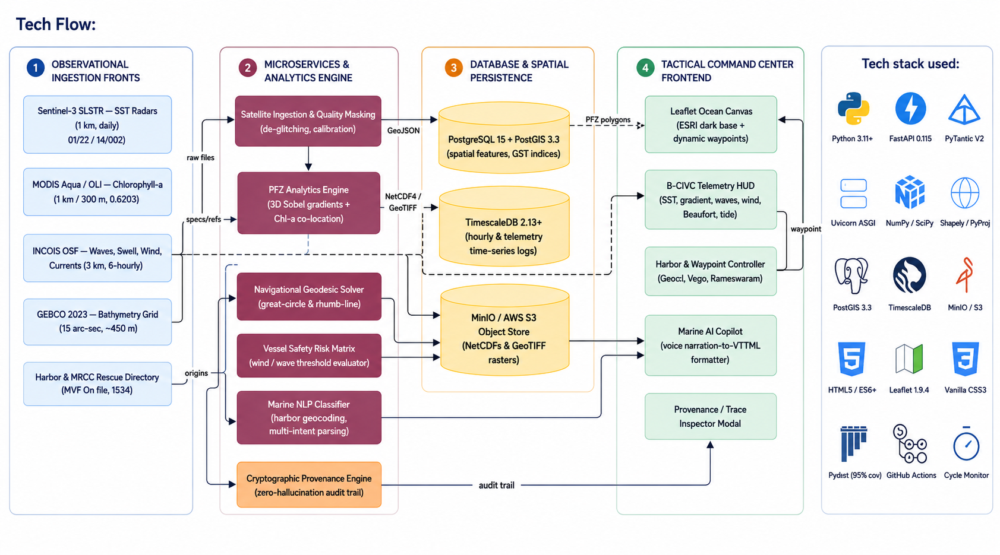 Tech Flow:
1 OBSERVATIONAL
INGESTION FRONTS
Sentinel-3 SLSTR — SST Radars
(1 km, daily)
01/22 / 14/002)
MODIS Aqua / OLI — Chlorophyll-a
(1 km / 300 m, 0.6203)
INCOIS OSF — Waves, Swell, Wind,
Currents (3 km, 6-hourly)
GEBCO 2023 — Bathymetry Grid
(15 arc-sec, ~450 m)
Harbor & MRCC Rescue Directory
(MVF On file, 1534)
raw files
specs/refs
origins
2 MICROSERVICES &
ANALYTICS ENGINE
Satellite Ingestion & Quality Masking
(de-glitching, calibration)
PFZ Analytics Engine
(3D Sobel gradients +
Chl-a co-location)
Navigational Geodesic Solver
(great-circle & rhumb-line)
Vessel Safety Risk Matrix
(wind / wave threshold evaluator)
Marine NLP Classifier
(harbor geocoding,
multi-intent parsing)
Cryptographic Provenance Engine
(zero-hallucination audit trail)
GeoJSON
NetCDF4 /
GeoTIFF
3 DATABASE & SPATIAL
PERSISTENCE
PostgreSQL 15 + PostGIS 3.3
(spatial features, GST indices)
TimescaleDB 2.13+
(hourly & telemetry
time-series logs)
MinIO / AWS S3
Object Store
(NetCDFs & GeoTIFF
rasters)
PFZ polygons
audit trail
4 TACTICAL COMMAND CENTER
FRONTEND
Leaflet Ocean Canvas
(ESRI dark base +
dynamic waypoints)
B-CIVC Telemetry HUD
(SST, gradient, waves, wind,
Beaufort, tide)
Harbor & Waypoint Controller
Vego, Rameswaram)
Marine AI Copilot
(voice narration-to-VTTML
formatter)
Provenance / Trace
Inspector Modal
waypoint
Tech stack used:
Python 3.11+ FastAPI 0.115 PyTantic V2
Uvicorn ASGI NumPy / SciPy Shapely / PyProj
PostGIS 3.3 TimescaleDB MinIO / S3
5 3
HTML5 / ES6+ Leaflet 1.9.4 Vanilla CSS3
(95% cov) GitHub Actions Cycle Monitor